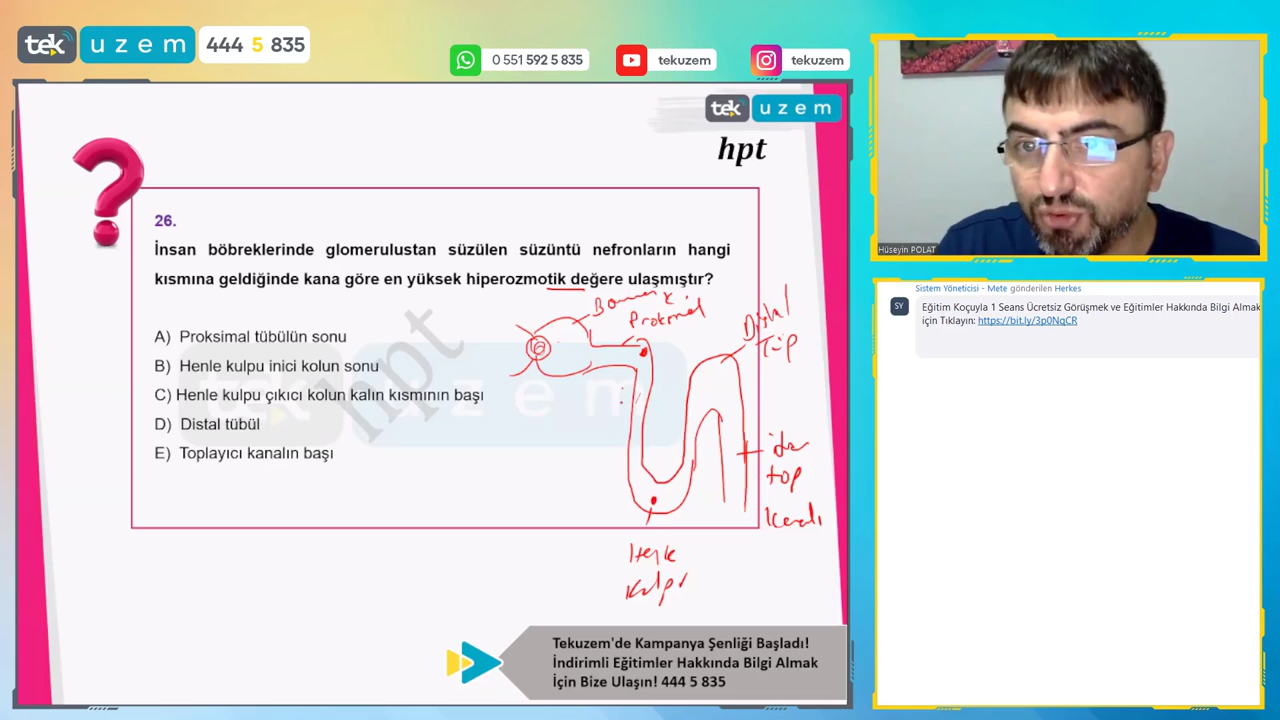 tek uzem 444 5 835
0 551 592 5 835
tekuzem
tekuzem
tek uzem
hpt
26.
İnsan böbreklerinde glomerulustan süzülen süzüntü nefronların hangi
kısmına geldiğinde kana göre en yüksek hiperozmotik değere ulaşmıştır?
A) Proksimal tübülün sonu
B) Henle kulpu inici kolun sonu
C) Henle kulpu çıkıcı kolun kalın kısmının başı
D) Distal tübül
E) Toplayıcı kanalın başı
hpt
tek uzem
Distal
Tüp
top
Henle
Kulpu
Tekuzem'de Kampanya Şenliği Başladı!
İndirimli Eğitimler Hakkında Bilgi Almak
İçin Bize Ulaşın! 444 5 835
Hüseyin POLAT
Sistem Yöneticisi - Mete gönderilen Herkes
SY
Eğitim Koçuyla 1 Seans Ücretsiz Görüşmek ve Eğitimler Hakkında Bilgi Almak
için Tıklayın: https://bit.ly/3p0NqCR